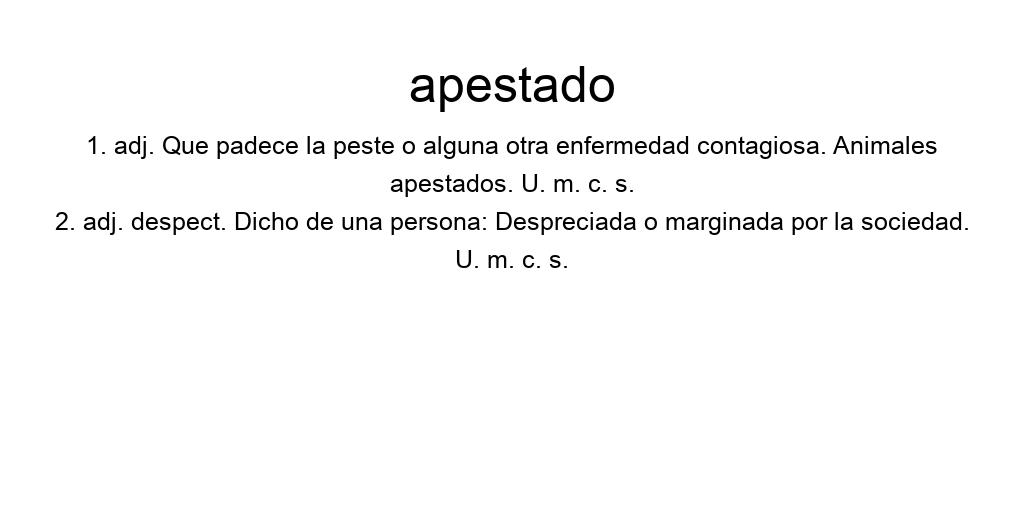 apestado
1. adj. Que padece la peste o alguna otra enfermedad contagiosa. Animales
apestados. U. m. c. s.
2. adj. despect. Dicho de una persona: Despreciada o marginada por la sociedad.
U. m. c. s.